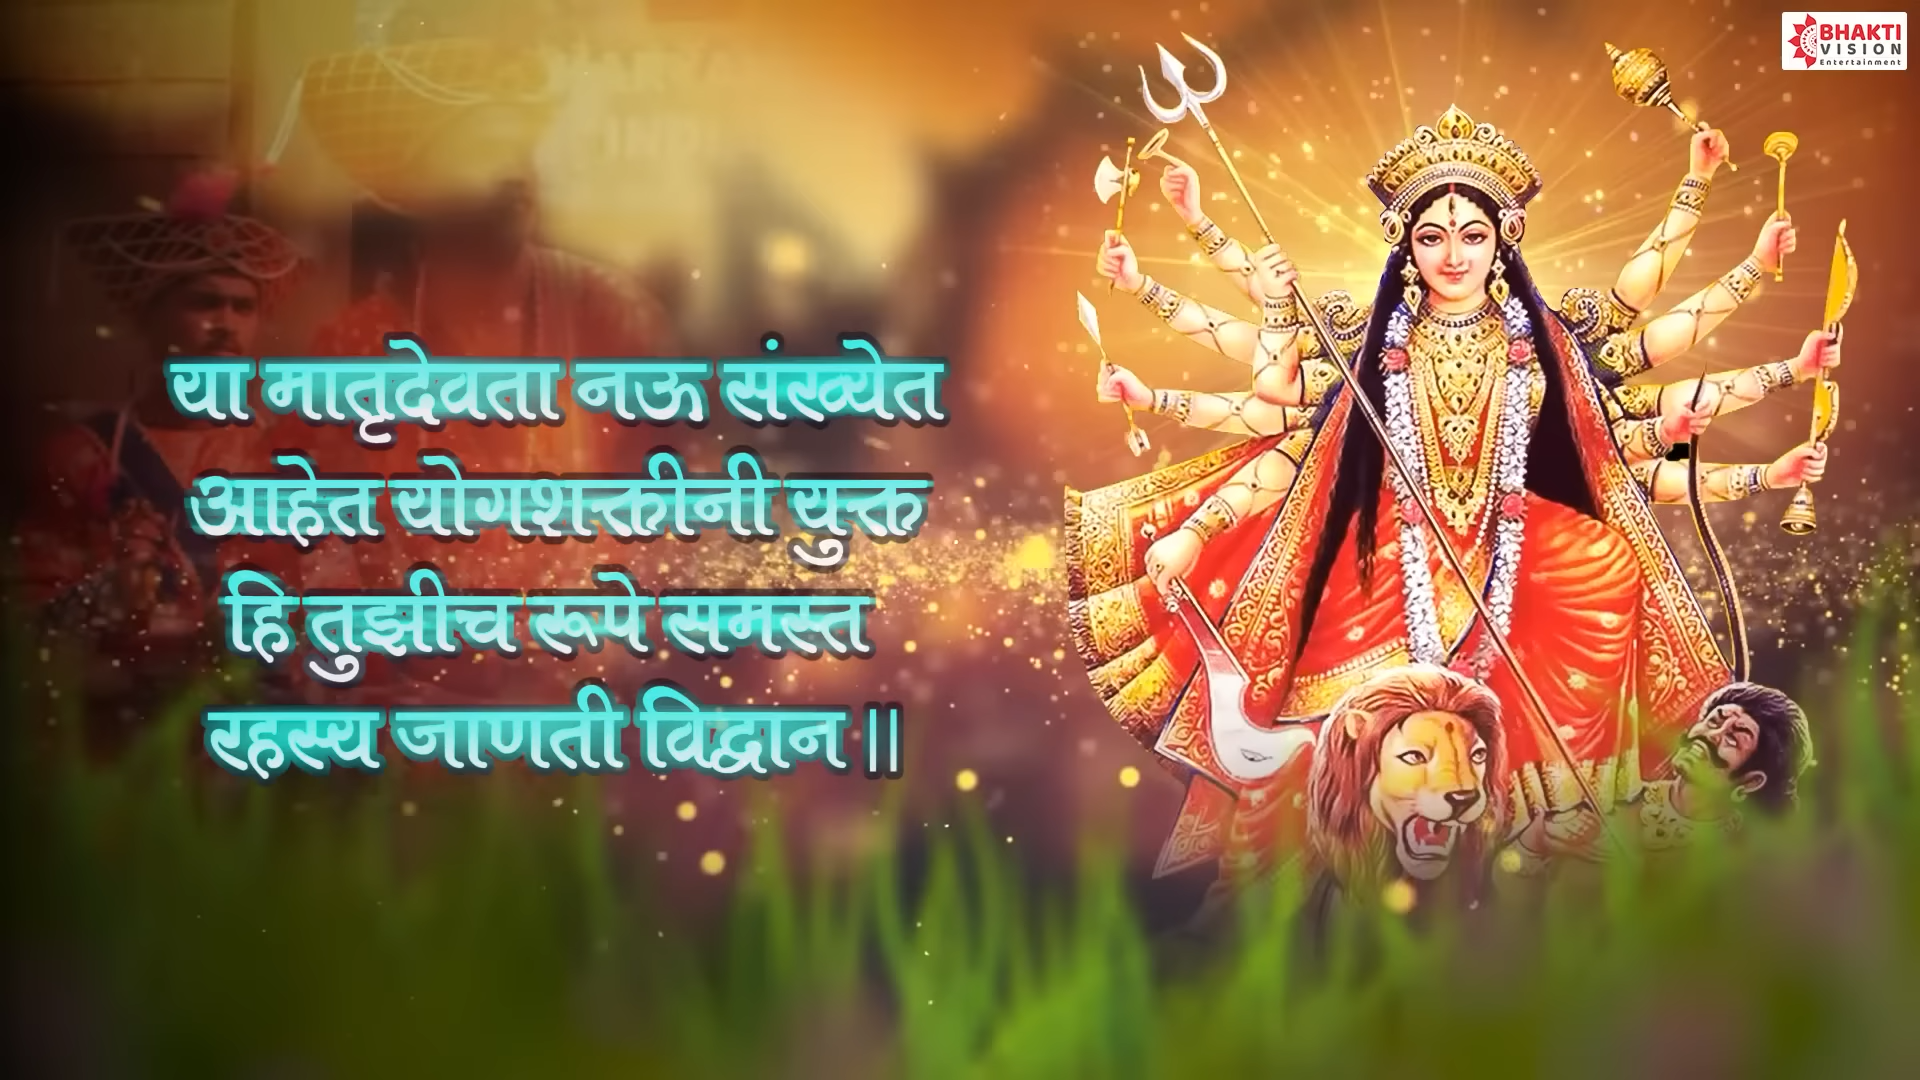 या मातृदेवता नऊ संख्येत
आहेत योगशक्तीनी युक्त
हि तुझीच रूपे समस्त
रहस्य जाणती विद्वान ||
BHAKTI
VISION
Entertainment